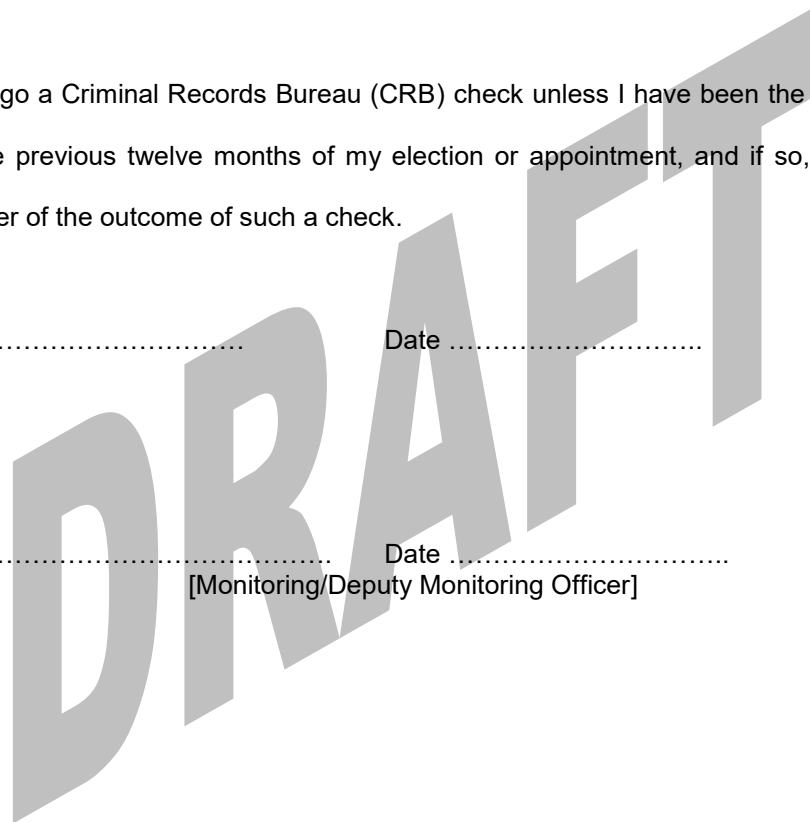 go a Criminal Records Bureau (CRB) check unless I have been the
previous twelve months of my election or appointment, and if so,
er of the outcome of such a check.
……………………… Date ………………………..
……………………………….. Date …………………………..
[Monitoring/Deputy Monitoring Officer]
DRAFT